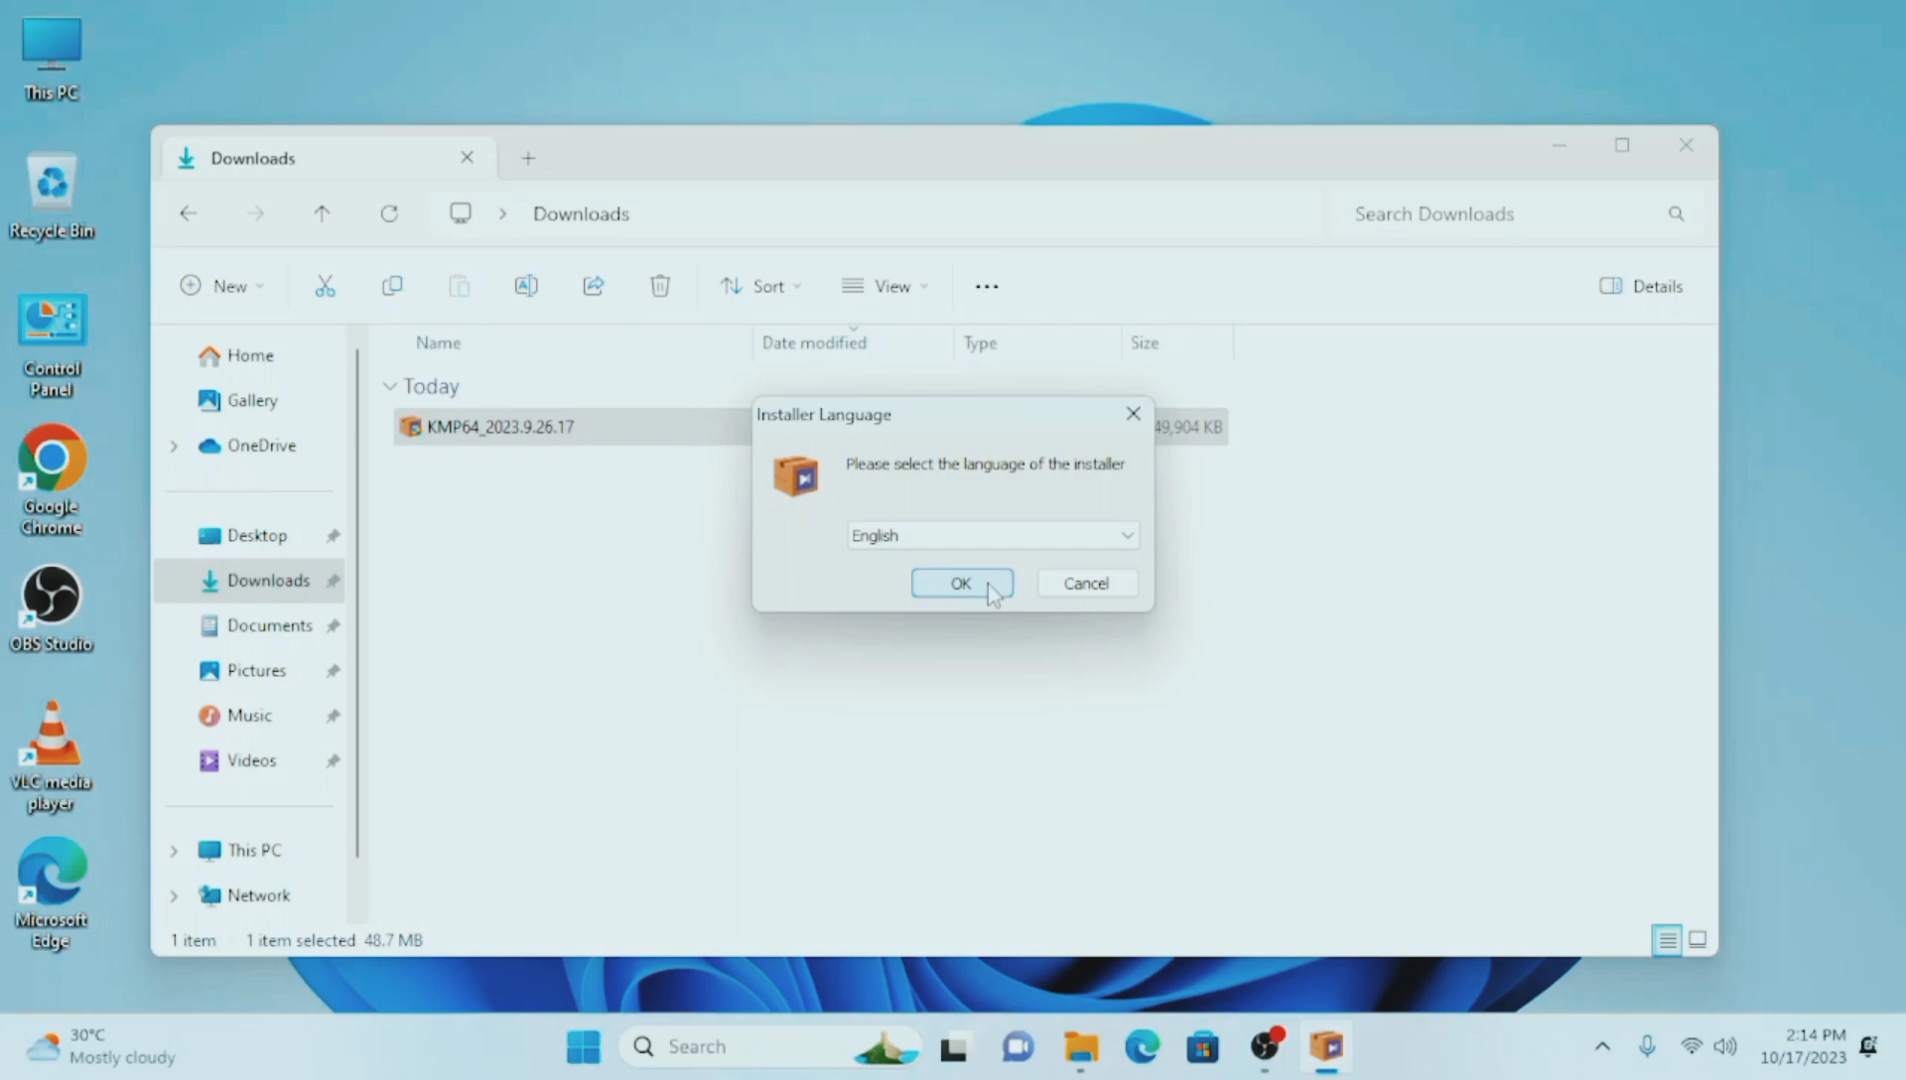 This PC
Recycle Bin
Control
Panel
Google
Chrome
OBS Studio
VLC media
player
Microsoft
Edge
Downloads
Downloads
Search Downloads
New
Sort
View
Details
Home
Gallery
OneDrive
Desktop
Downloads
Documents
Pictures
Music
Videos
This PC
Network
Name
Date modified
Type
Size
Today
KMP64_2023.9.26.17
49,904 KB
Installer Language
Please select the language of the installer
English
OK
Cancel
1 item
1 item selected 48.7 MB
30°C
Mostly cloudy
Search
2:14 PM
10/17/2023